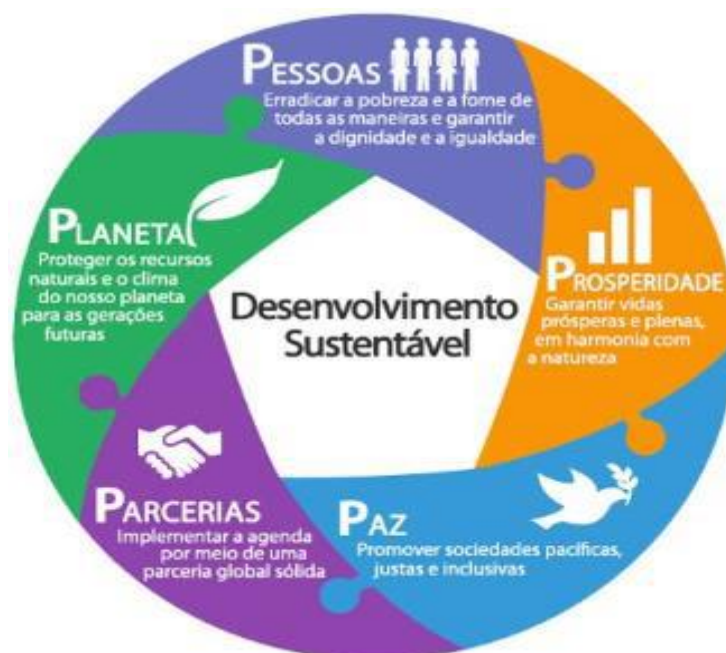 PESSOAS
Erradicar a pobreza e a fome de
todas as maneiras e garantir
a dignidade e a igualdade
PROSPERIDADE
Garantir vidas
prósperas e plenas,
em harmonia com
a natureza
PAZ
Promover sociedades pacíficas,
justas e inclusivas
PARCERIAS
Implementar a agenda
por meio de uma
parceria global sólida
PLANETA
Proteger os recursos
naturais e o clima
do nosso planeta
para as gerações
futuras
Desenvolvimento
Sustentável